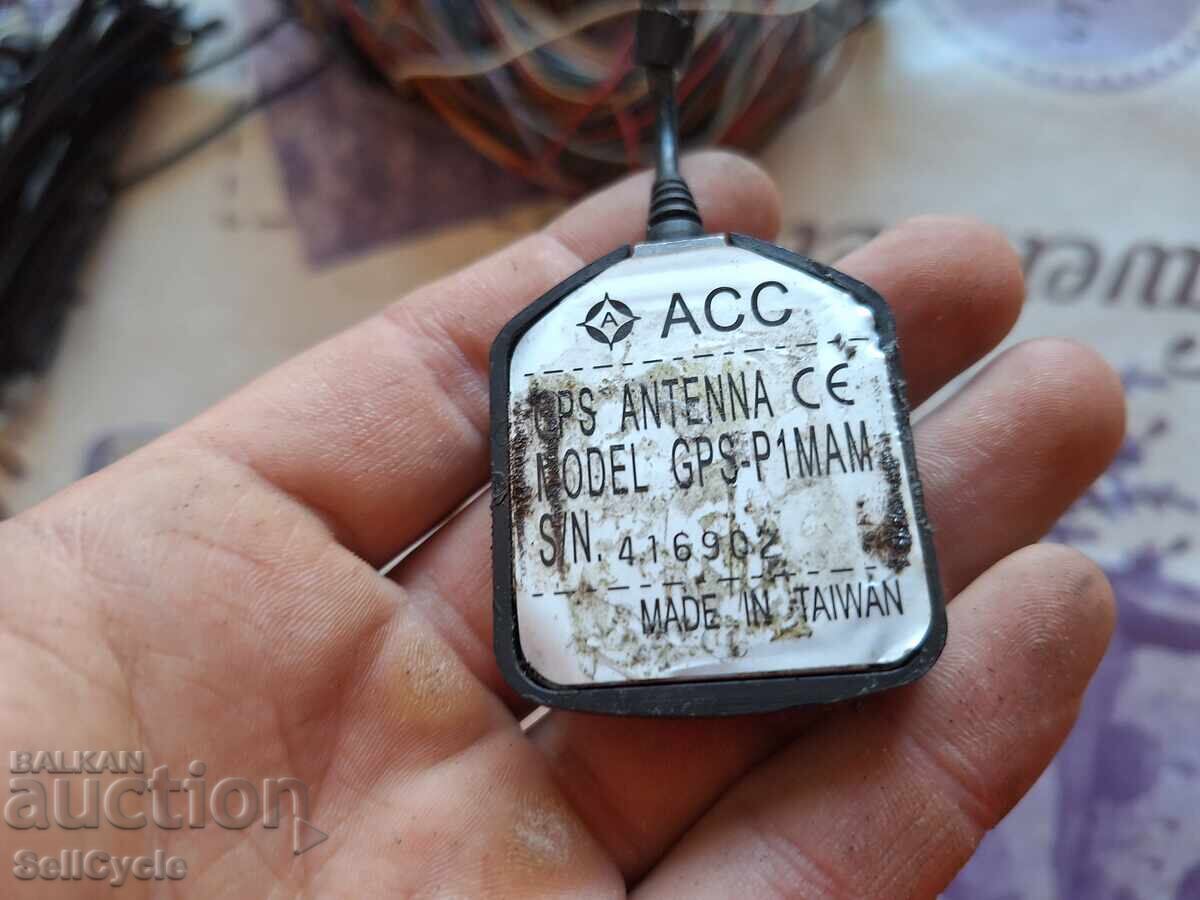 A ACC
GPS ANTENNA CE
MODEL GPS-P1MAM
S/N. 416902
MADE IN TAIWAN
BALKAN
auction
SellCycle